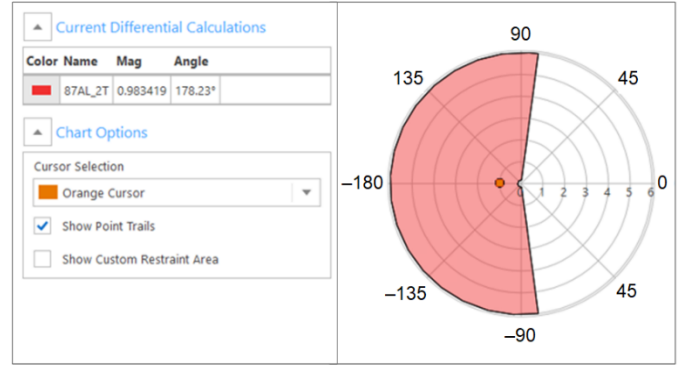 Current Differential Calculations
Color Name Mag Angle
87AL_2T 0.983419 178.23°
Chart Options
Cursor Selection
Orange Cursor
Show Point Trails
Show Custom Restraint Area
90
135 45
–180 0 1 2 3 4 5 6 0
–135 45
–90